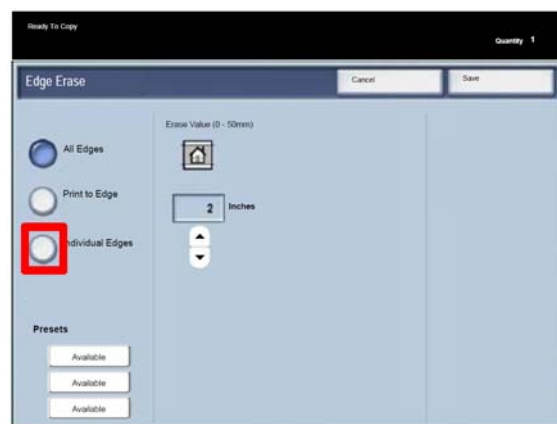 Ready To Copy
Quantity 1
Edge Erase
Cancel
Save
Erase Value (0 - 50mm)
All Edges
Print to Edge
2 Inches
ndividual Edges
Presets
Available
Available
Available